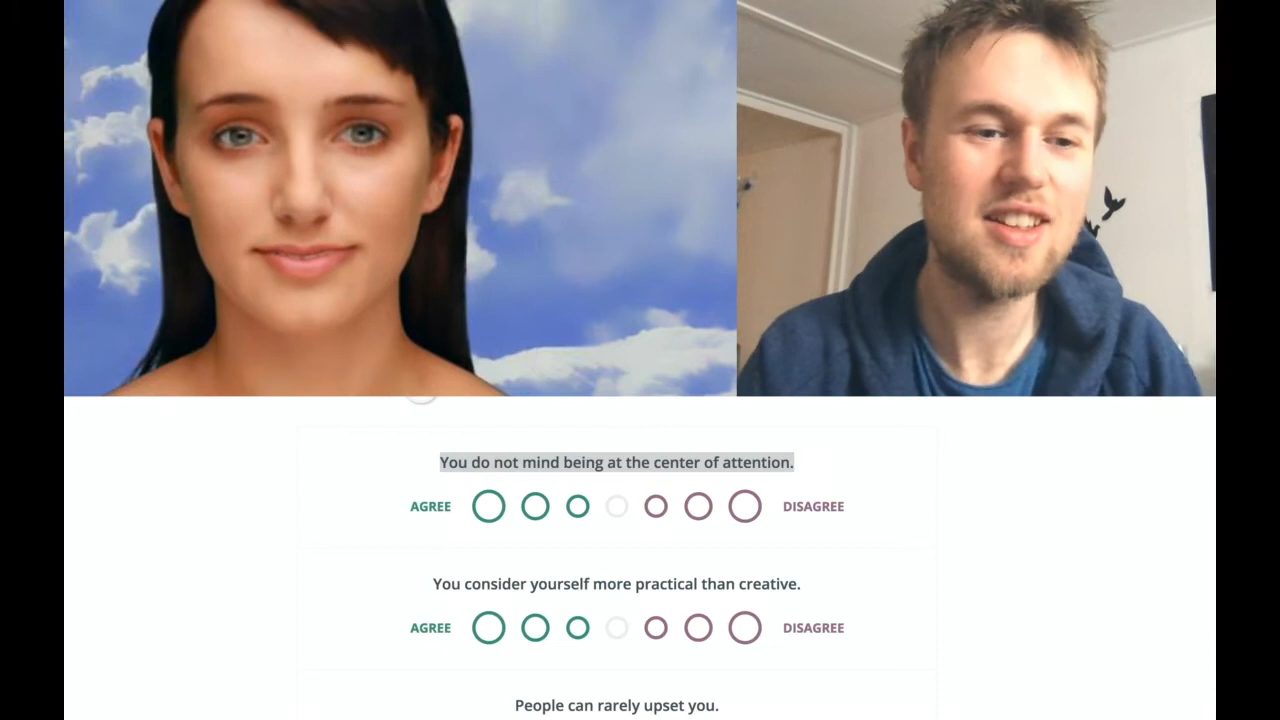 You do not mind being at the center of attention.
AGREE DISAGREE
You consider yourself more practical than creative.
AGREE DISAGREE
People can rarely upset you.